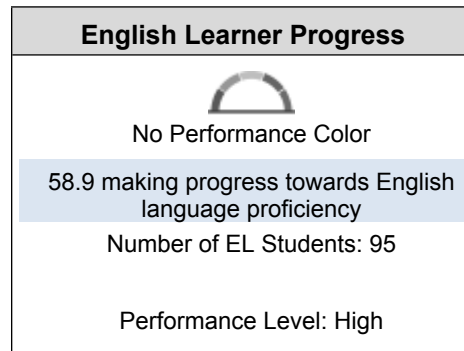 English Learner Progress
No Performance Color
58.9 making progress towards English
language proficiency
Number of EL Students: 95
Performance Level: High